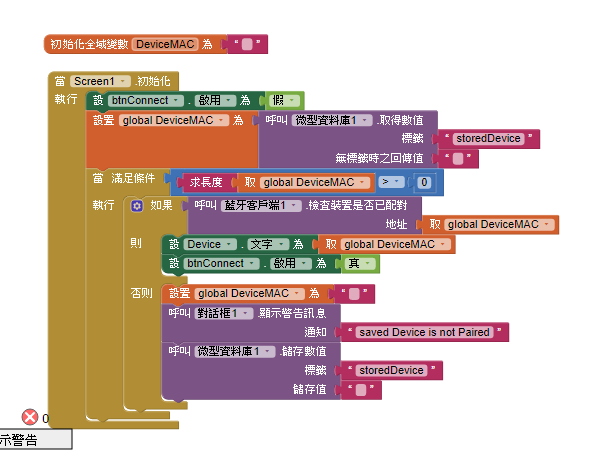 初始化全域變數 DeviceMAC 為 “ ”
當 Screen1 .初始化
執行 設 btnConnect . 啟用 為 假
設置 global DeviceMAC 為 呼叫 微型資料庫1 .取得數值
標籤 “ storedDevice ”
無標籤時之回傳值 “ ”
當 滿足條件 求長度 取 global DeviceMAC > 0
執行 如果 呼叫 藍牙客戶端1 .檢查裝置是否已配對
地址 取 global DeviceMAC
則 設 Device . 文字 為 取 global DeviceMAC
設 btnConnect . 啟用 為 真
否則 設置 global DeviceMAC 為 “ ”
呼叫 對話框1 .顯示警告訊息
通知 “ saved Device is not Paired ”
呼叫 微型資料庫1 .儲存數值
標籤 “ storedDevice ”
儲存值 “ ”
0
示警告